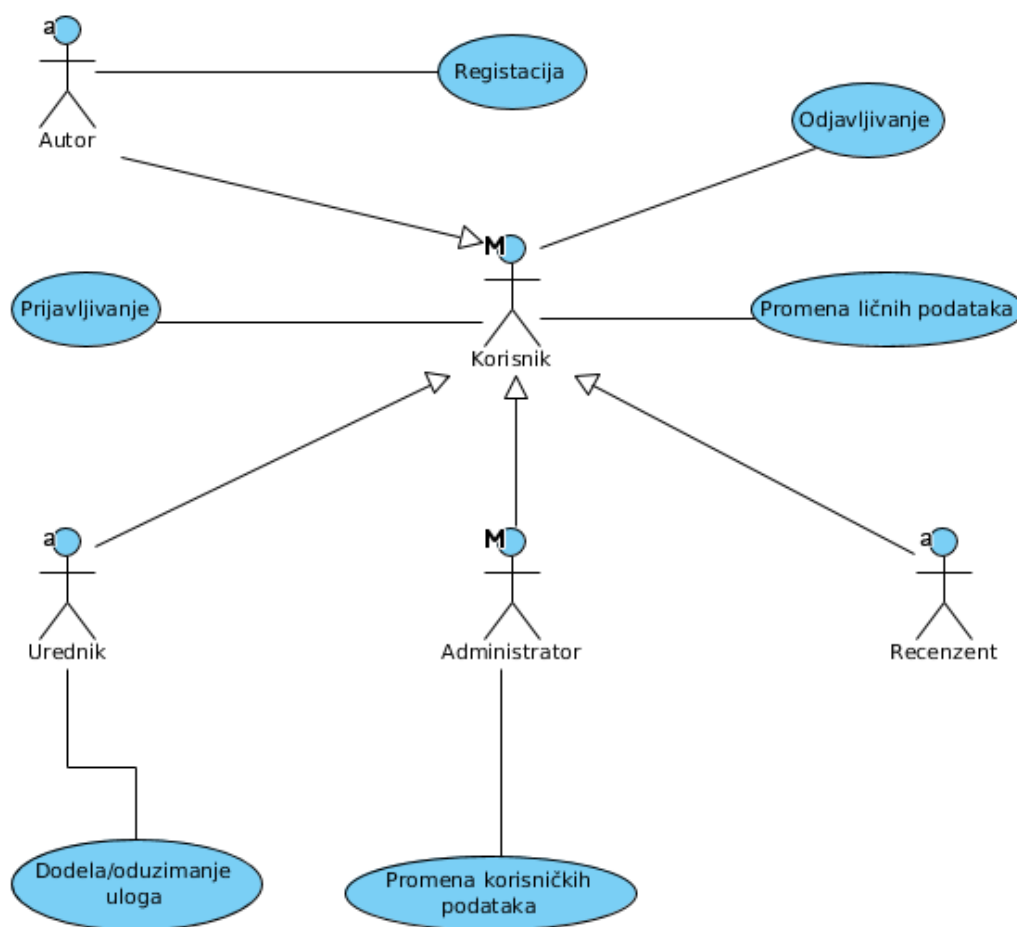 a
Autor
Registacija
Odjavljivanje
M
Korisnik
Prijavljivanje
Promena ličnih podataka
a
Urednik
M
Administrator
a
Recenzent
Dodela/oduzimanje
uloga
Promena korisničkih
podataka